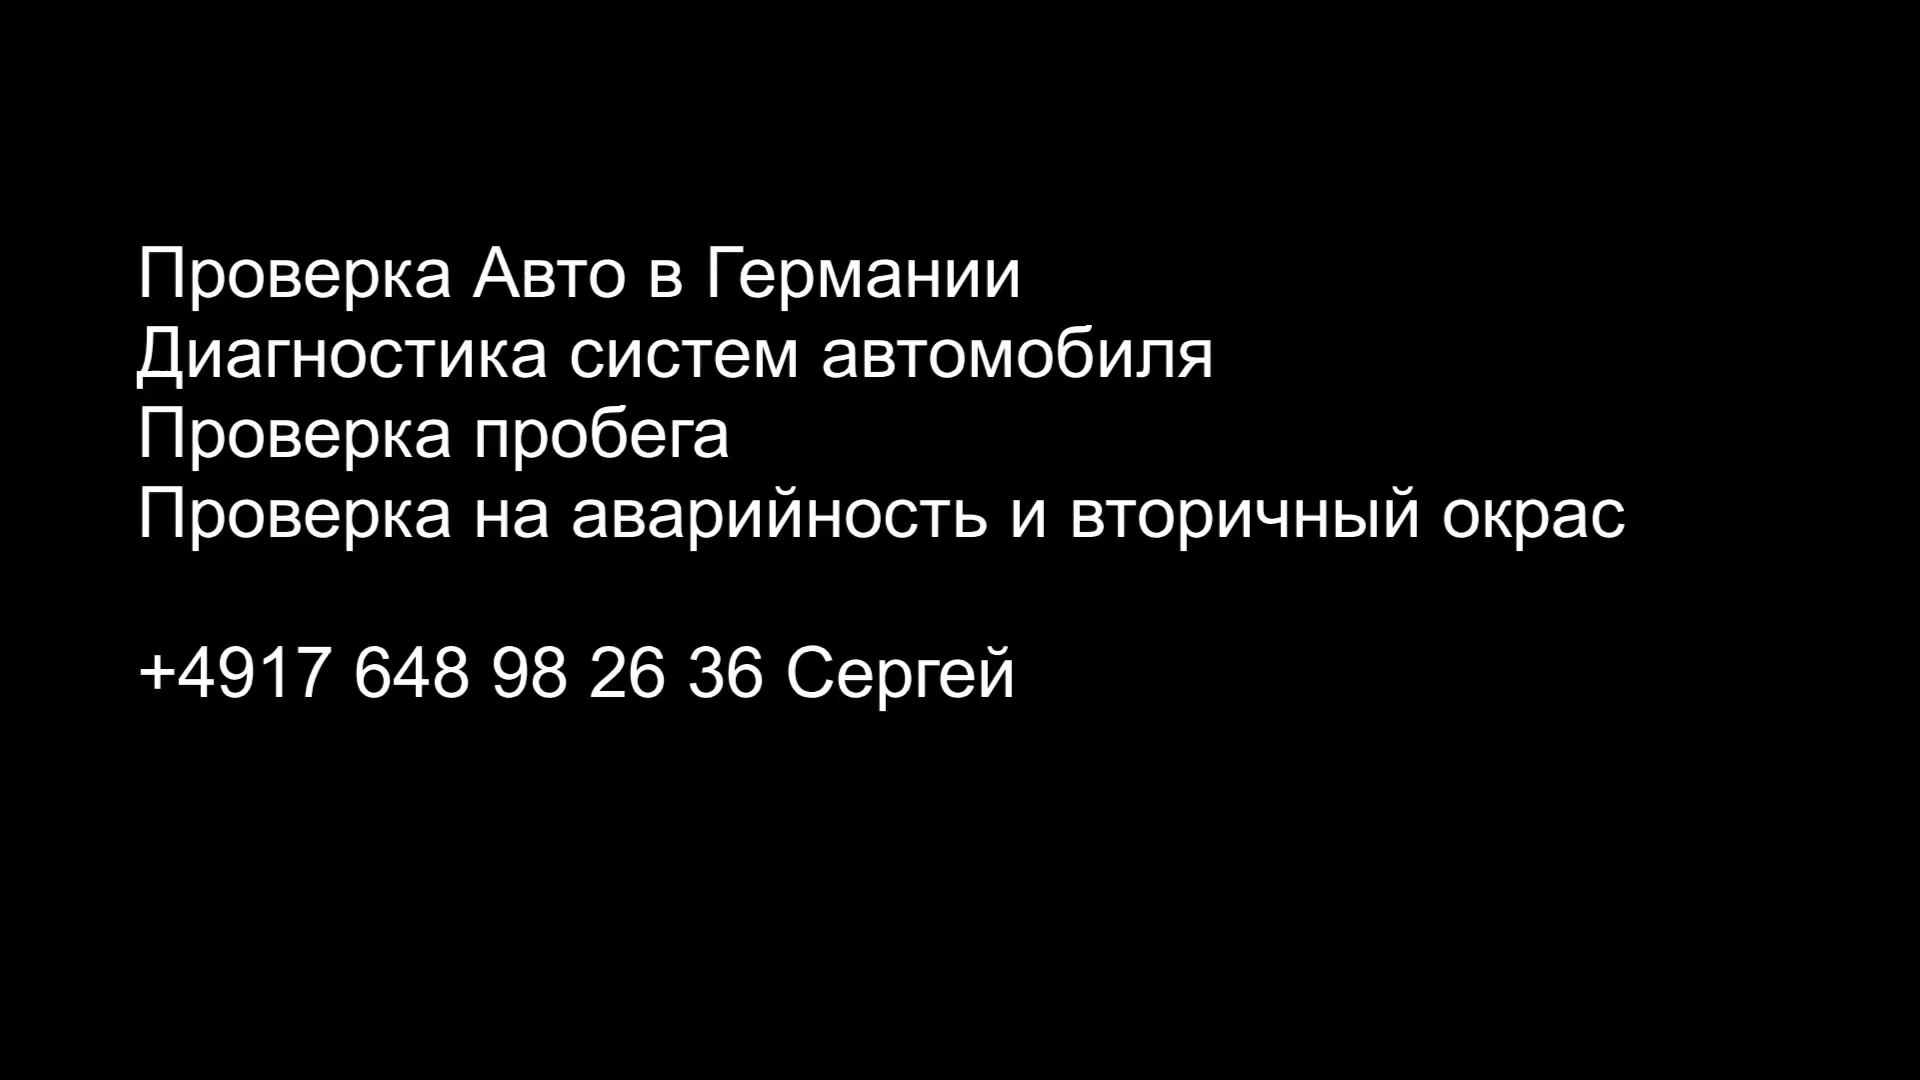 Проверка Авто в Германии
Диагностика систем автомобиля
Проверка пробега
Проверка на аварийность и вторичный окрас
+4917 648 98 26 36 Сергей